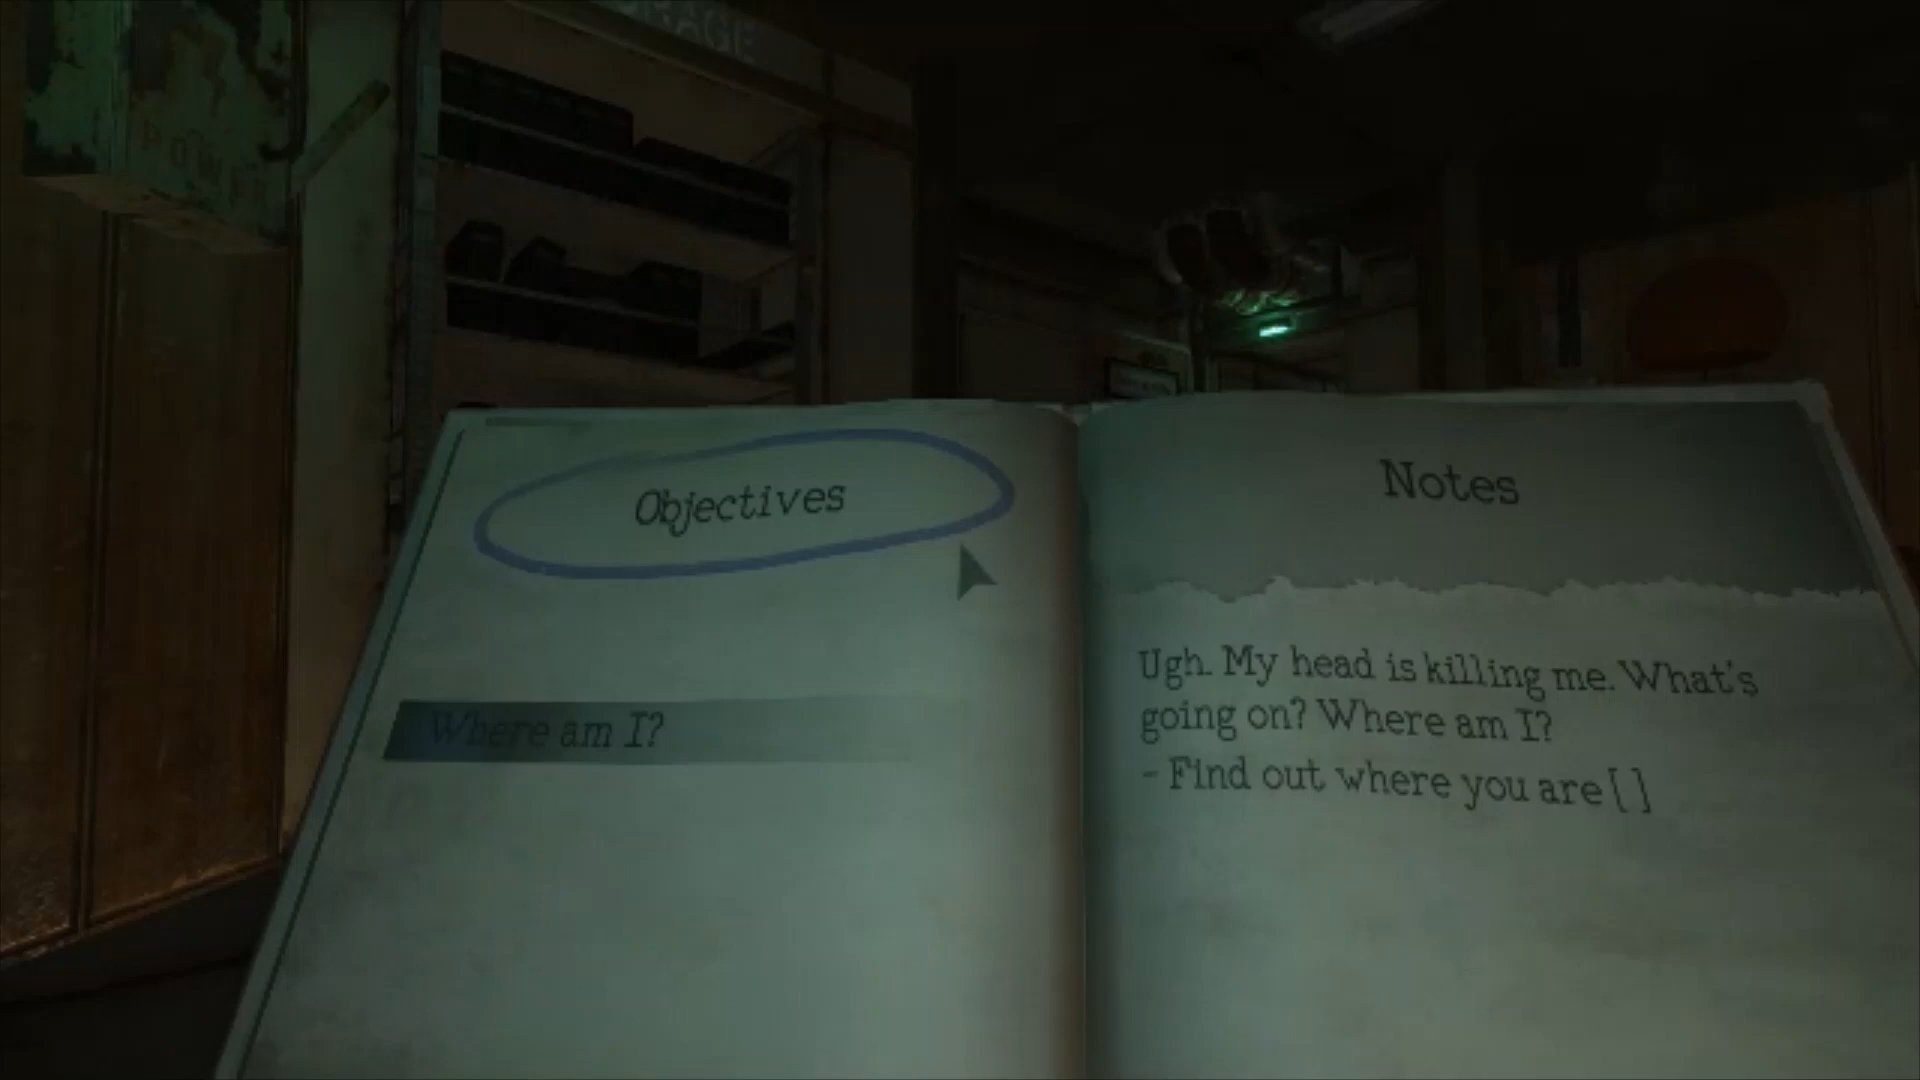 POWER
Objectives
Notes
Where am I?
Ugh. My head is killing me. What's
going on? Where am I?
- Find out where you are [ ]